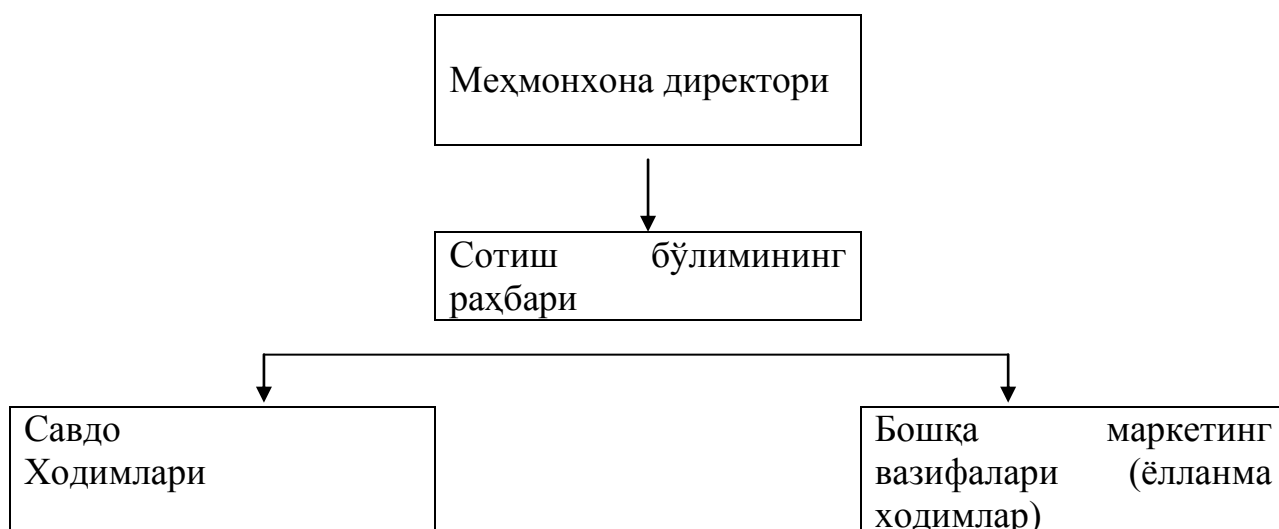 Меҳмонхона директори
Сотиш бўлимининг
раҳбари
Савдо
Ходимлари
Бошқа маркетинг
вазифалари (ёлланма
ходимлар)